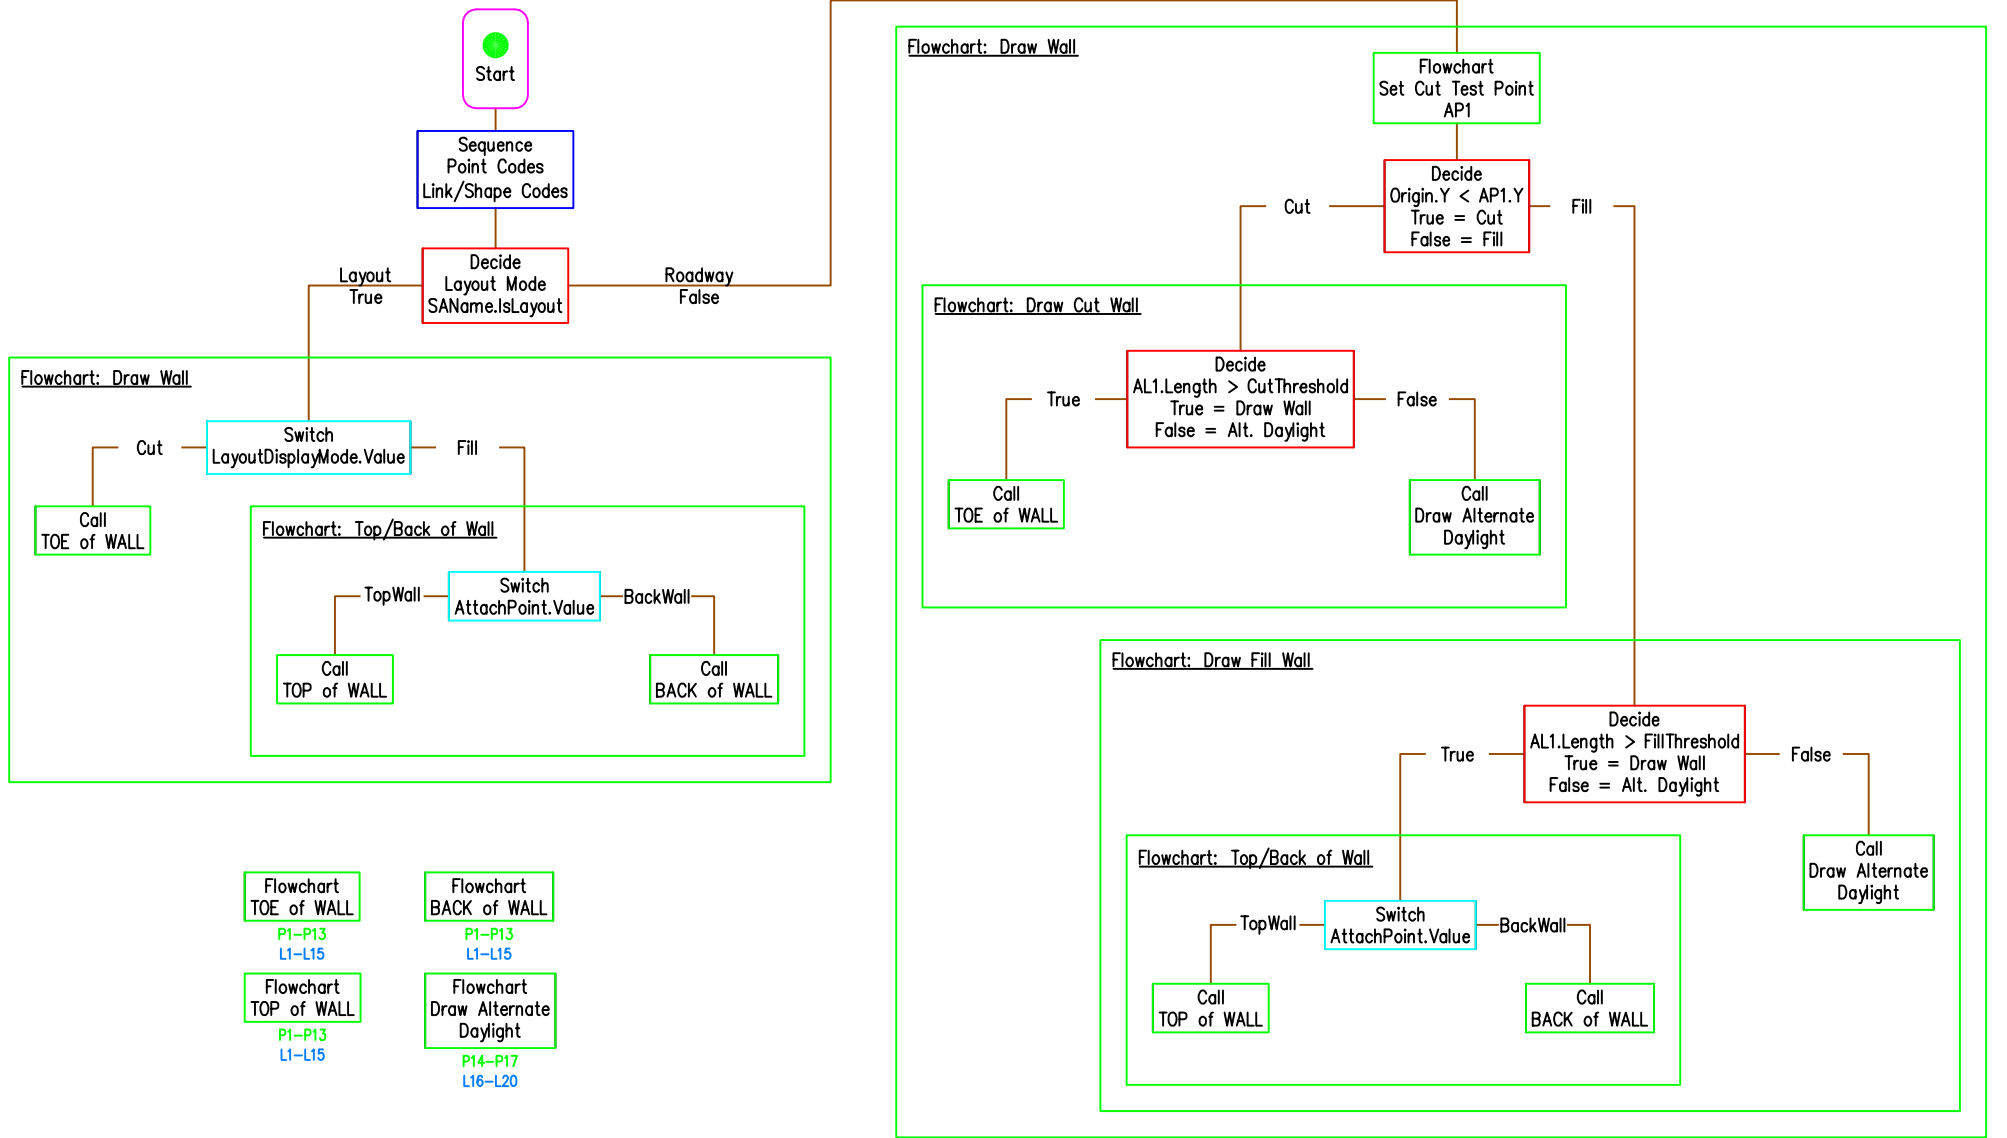 Start
Sequence
Point Codes
Link/Shape Codes
Decide
Layout Mode
SAName.IsLayout
Layout
True
Roadway
False
Flowchart: Draw Wall
Switch
LayoutDisplayMode.Value
Cut
Fill
Call
TOE of WALL
Flowchart: Top/Back of Wall
Switch
AttachPoint.Value
TopWall
BackWall
Call
TOP of WALL
Call
BACK of WALL
Flowchart
TOE of WALL
P1-P13
L1-L15
Flowchart
BACK of WALL
P1-P13
L1-L15
Flowchart
TOP of WALL
P1-P13
L1-L15
Flowchart
Draw Alternate
Daylight
P14-P17
L16-L20
Flowchart: Draw Wall
Flowchart
Set Cut Test Point
AP1
Decide
Origin.Y < AP1.Y
True = Cut
False = Fill
Cut
Fill
Flowchart: Draw Cut Wall
Decide
AL1.Length > CutThreshold
True = Draw Wall
False = Alt. Daylight
True
False
Call
TOE of WALL
Call
Draw Alternate
Daylight
Flowchart: Draw Fill Wall
Decide
AL1.Length > FillThreshold
True = Draw Wall
False = Alt. Daylight
True
False
Call
Draw Alternate
Daylight
Flowchart: Top/Back of Wall
Switch
AttachPoint.Value
TopWall
BackWall
Call
TOP of WALL
Call
BACK of WALL